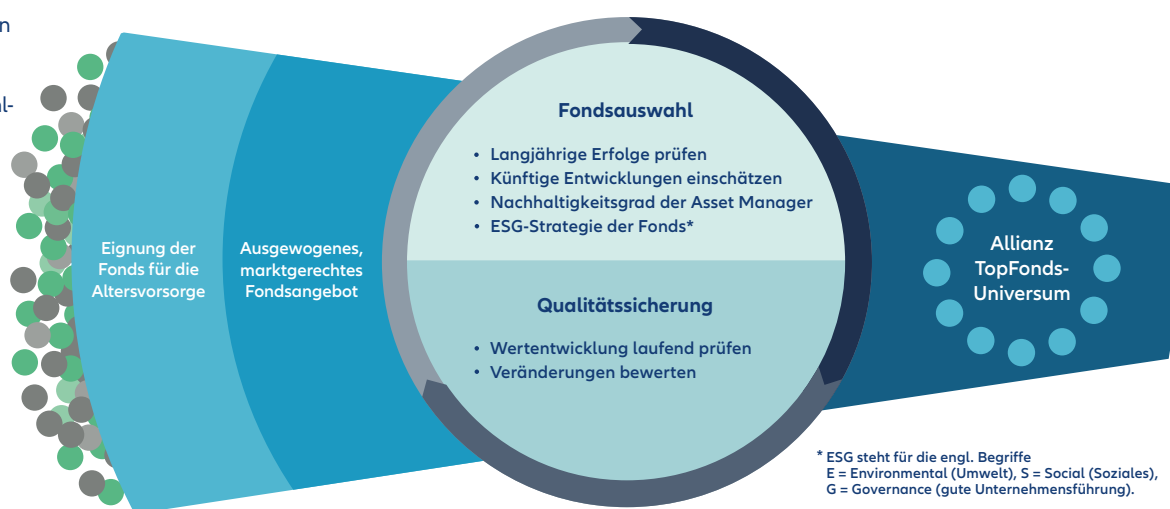 n
l-
Eignung der
Fonds für die
Altersvorsorge
Ausgewogenes,
marktgerechtes
Fondsangebot
Fondsauswahl
• Langjährige Erfolge prüfen
• Künftige Entwicklungen einschätzen
• Nachhaltigkeitsgrad der Asset Manager
• ESG-Strategie der Fonds*
Qualitätssicherung
• Wertentwicklung laufend prüfen
• Veränderungen bewerten
Allianz
TopFonds-
Universum
* ESG steht für die engl. Begriffe
E = Environmental (Umwelt), S = Social (Soziales),
G = Governance (gute Unternehmensführung).